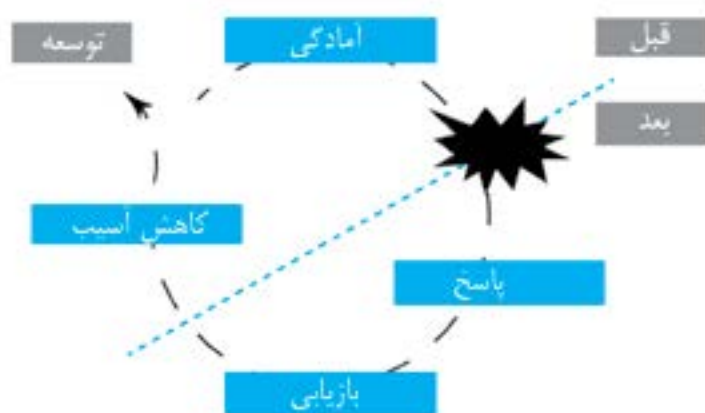 قبل
آمادگی
توسعه
بعد
کاهش آسیب
پاسخ
بازیابی